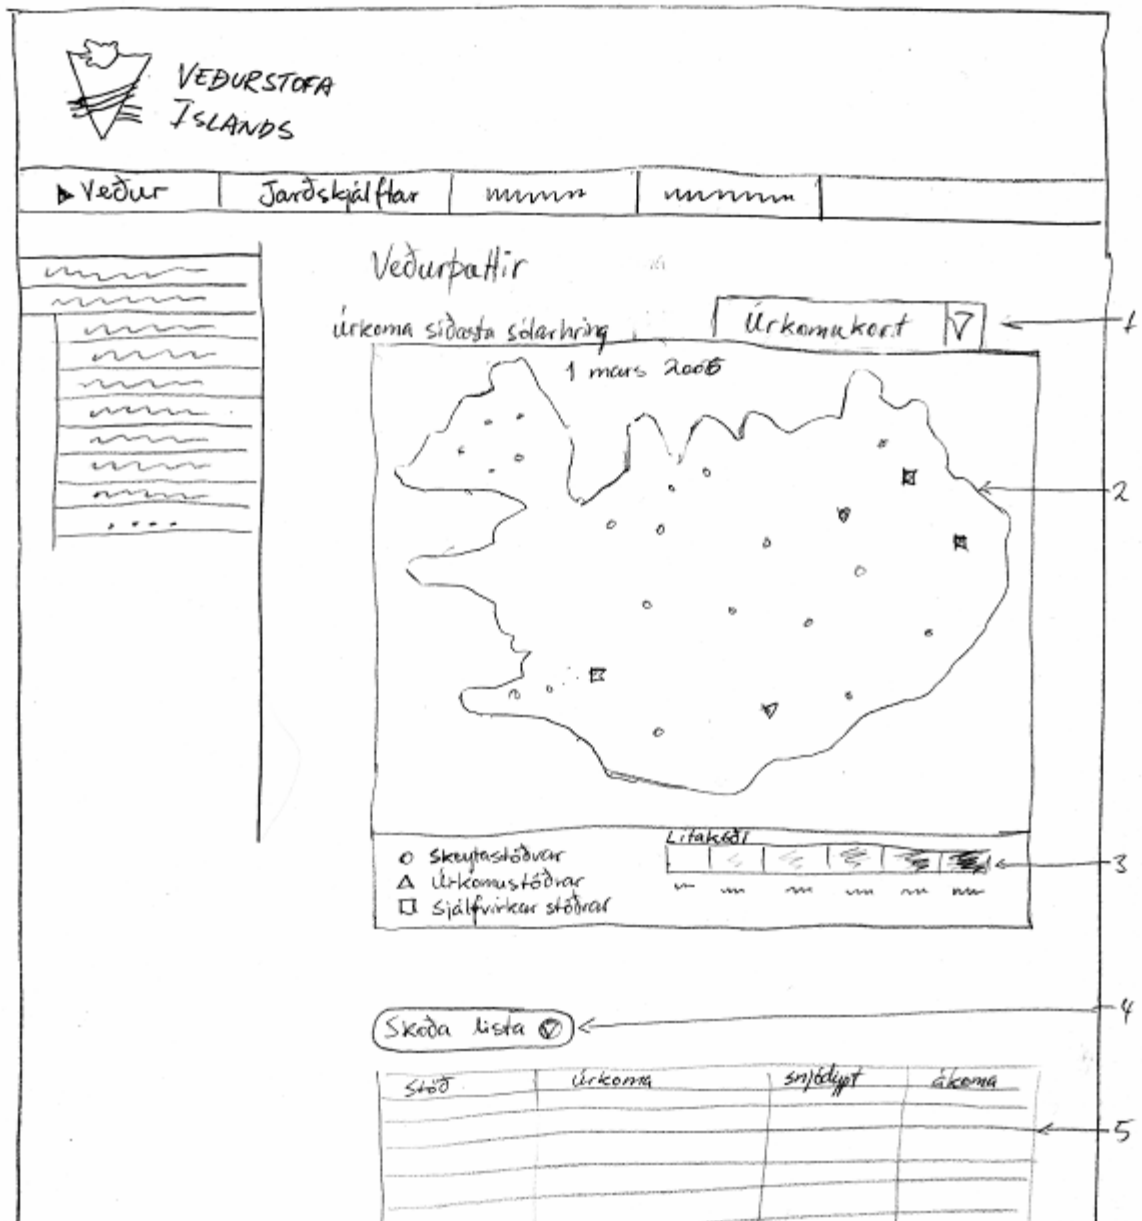 VEÐURSTOFA
ÍSLANDS
Veður
Jarðskjálftar
Veðurþættir
Úrkoma síðasta sólarhring
Úrkomukort
1
1 mars 2006
2
Litakóði
Skeytastöðvar
Úrkomustöðvar
Sjálfvirkar stöðvar
3
Skoða lista
4
Stöð
Úrkoma
snjódýpt
ákoma
5